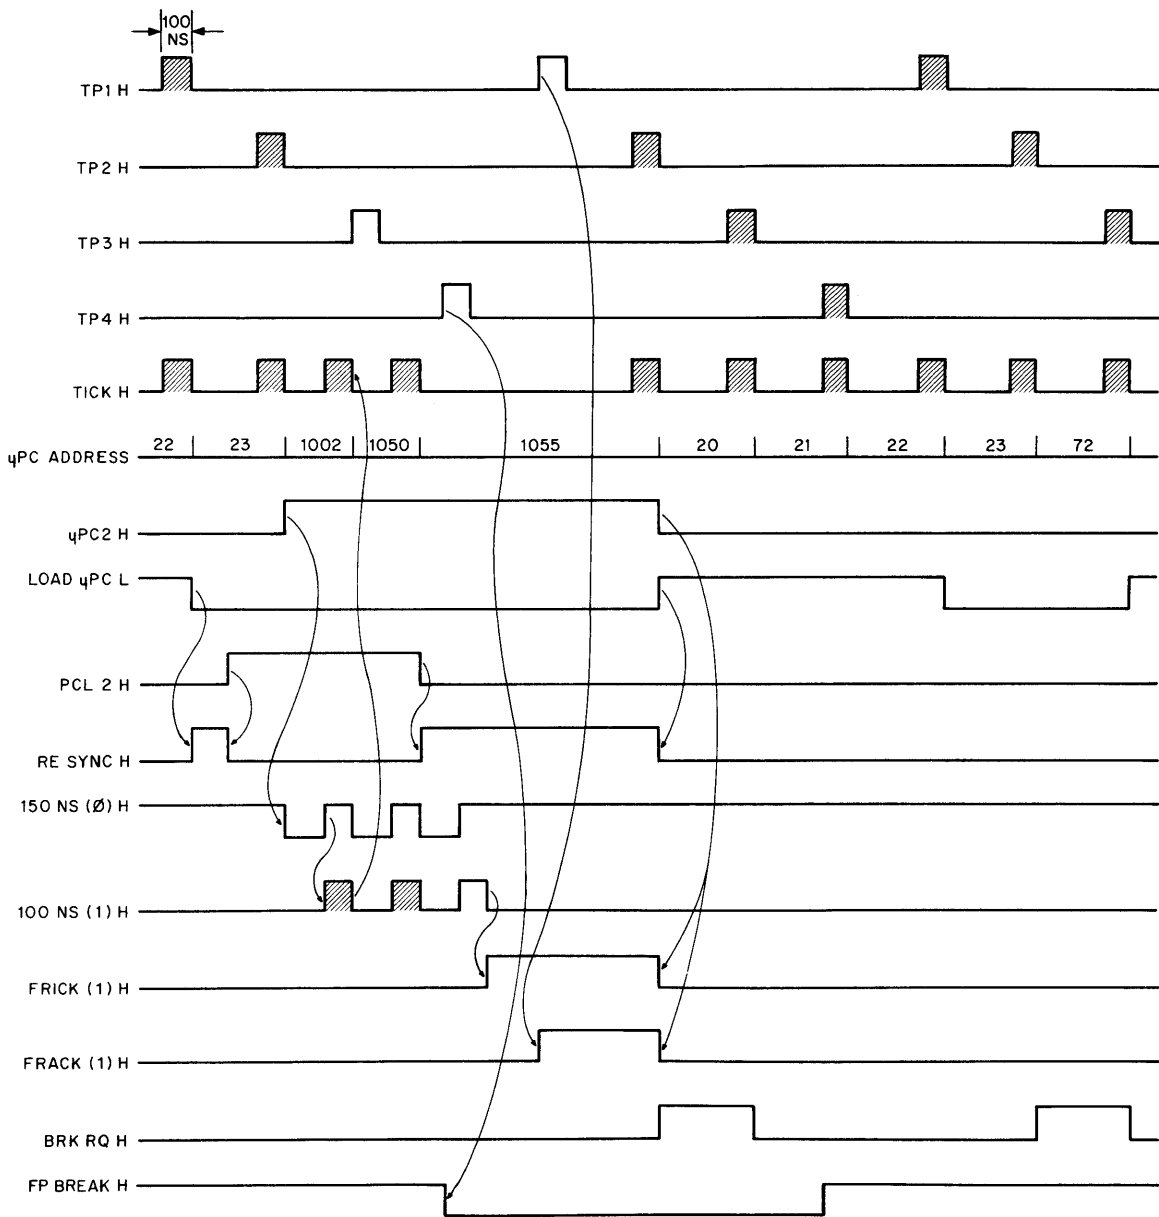 100
NS
TP1 H
TP2 H
TP3 H
TP4 H
TICK H
22 23 1002 1050 1055 20 21 22 23 72
μPC ADDRESS
μPC2 H
LOAD μPC L
PCL 2 H
RE SYNC H
150 NS (Ø) H
100 NS (1) H
FRICK (1) H
FRACK (1) H
BRK RQ H
FP BREAK H